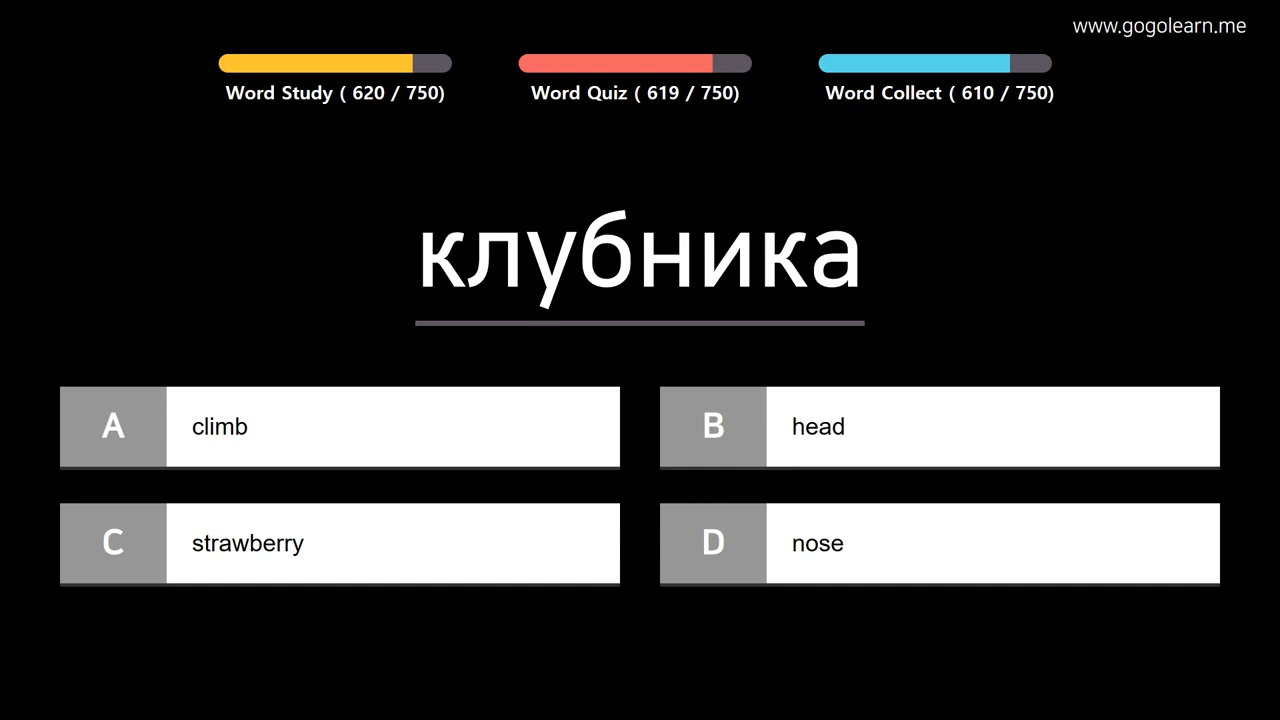 www.gogolearn.me
Word Study ( 620 / 750)
Word Quiz ( 619 / 750)
Word Collect ( 610 / 750)
клубника
A climb
B head
C strawberry
D nose